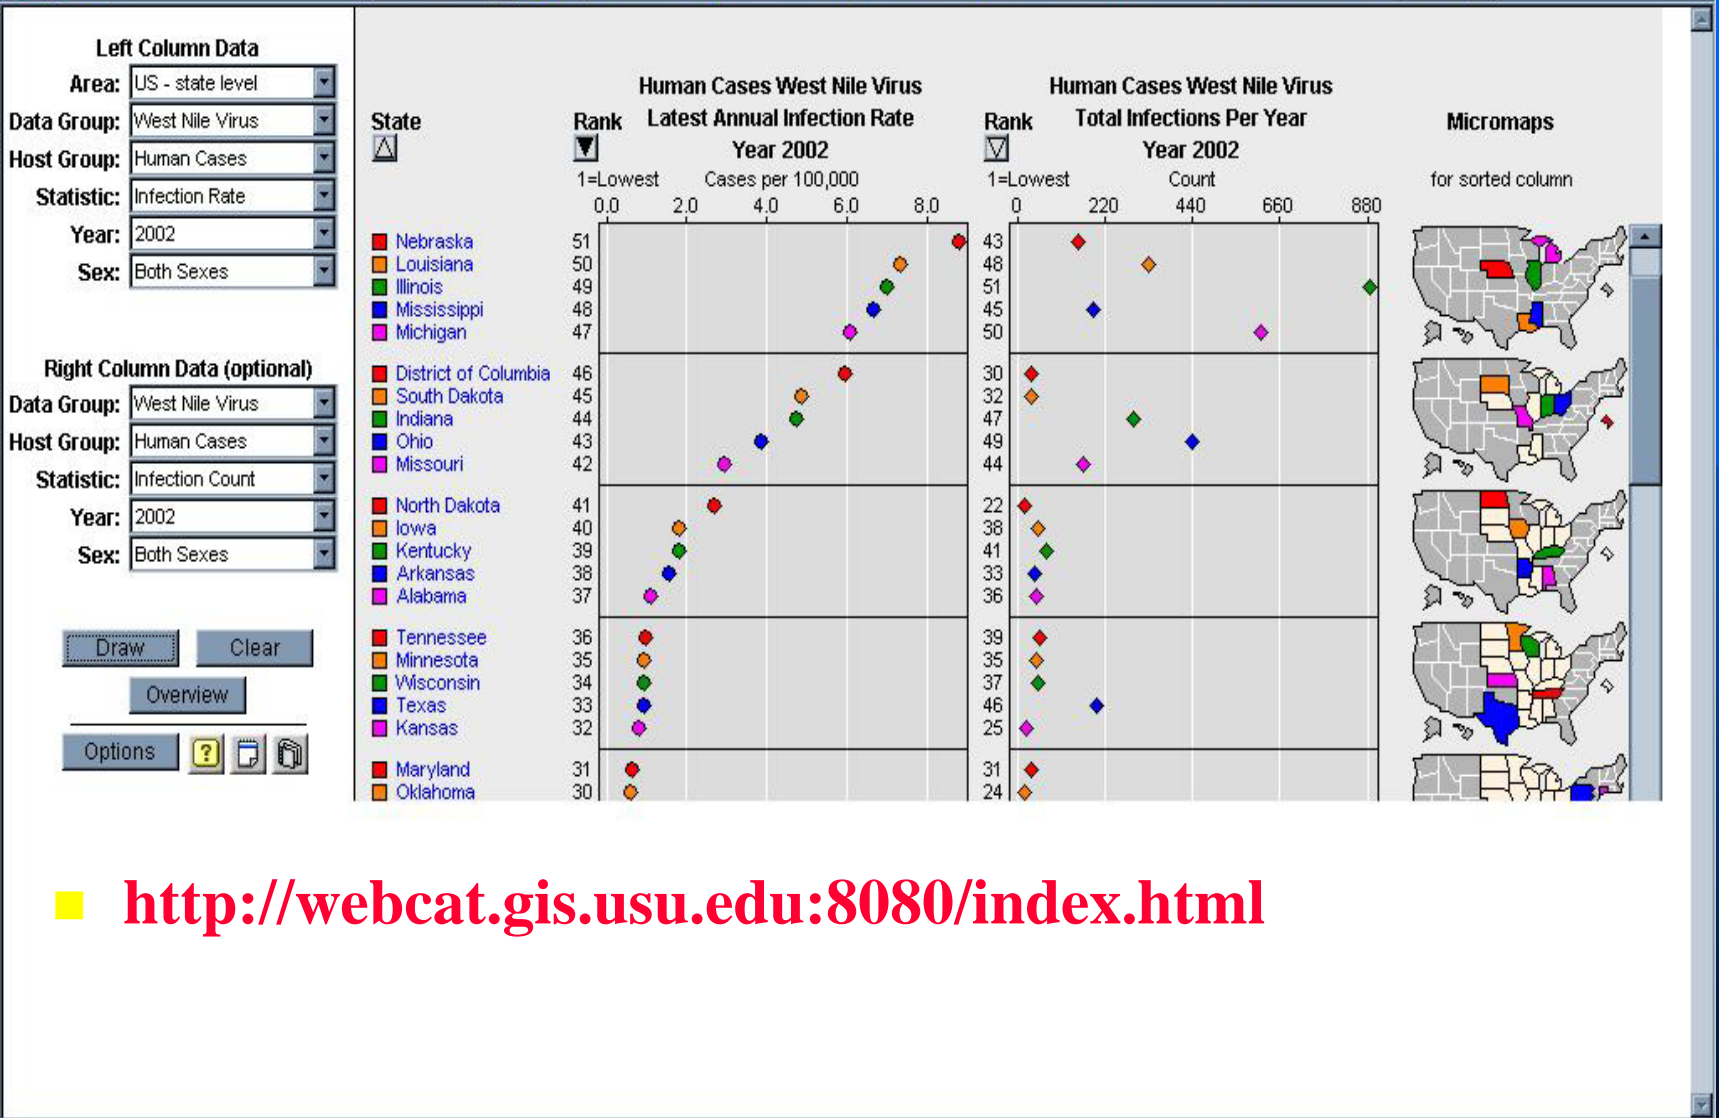 Left Column Data
Area: US - state level
Data Group: West Nile Virus
Host Group: Human Cases
Statistic: Infection Rate
Year: 2002
Sex: Both Sexes
Right Column Data (optional)
Data Group: West Nile Virus
Host Group: Human Cases
Statistic: Infection Count
Year: 2002
Sex: Both Sexes
Draw Clear
Overview
Options ?
Human Cases West Nile Virus Human Cases West Nile Virus
State Rank Latest Annual Infection Rate Rank Total Infections Per Year Micromaps
Year 2002 Year 2002
1=Lowest Cases per 100,000 1=Lowest Count for sorted column
0.0 2.0 4.0 6.0 8.0 0 220 440 660 880
Nebraska 51 43
Louisiana 50 48
Illinois 49 51
Mississippi 48 45
Michigan 47 50
District of Columbia 46 30
South Dakota 45 32
Indiana 44 47
Ohio 43 49
Missouri 42 44
North Dakota 41 22
Iowa 40 38
Kentucky 39 41
Arkansas 38 33
Alabama 37 36
Tennessee 36 39
Minnesota 35 35
Wisconsin 34 37
Texas 33 46
Kansas 32 25
Maryland 31 31
Oklahoma 30 24
http://webcat.gis.usu.edu:8080/index.html